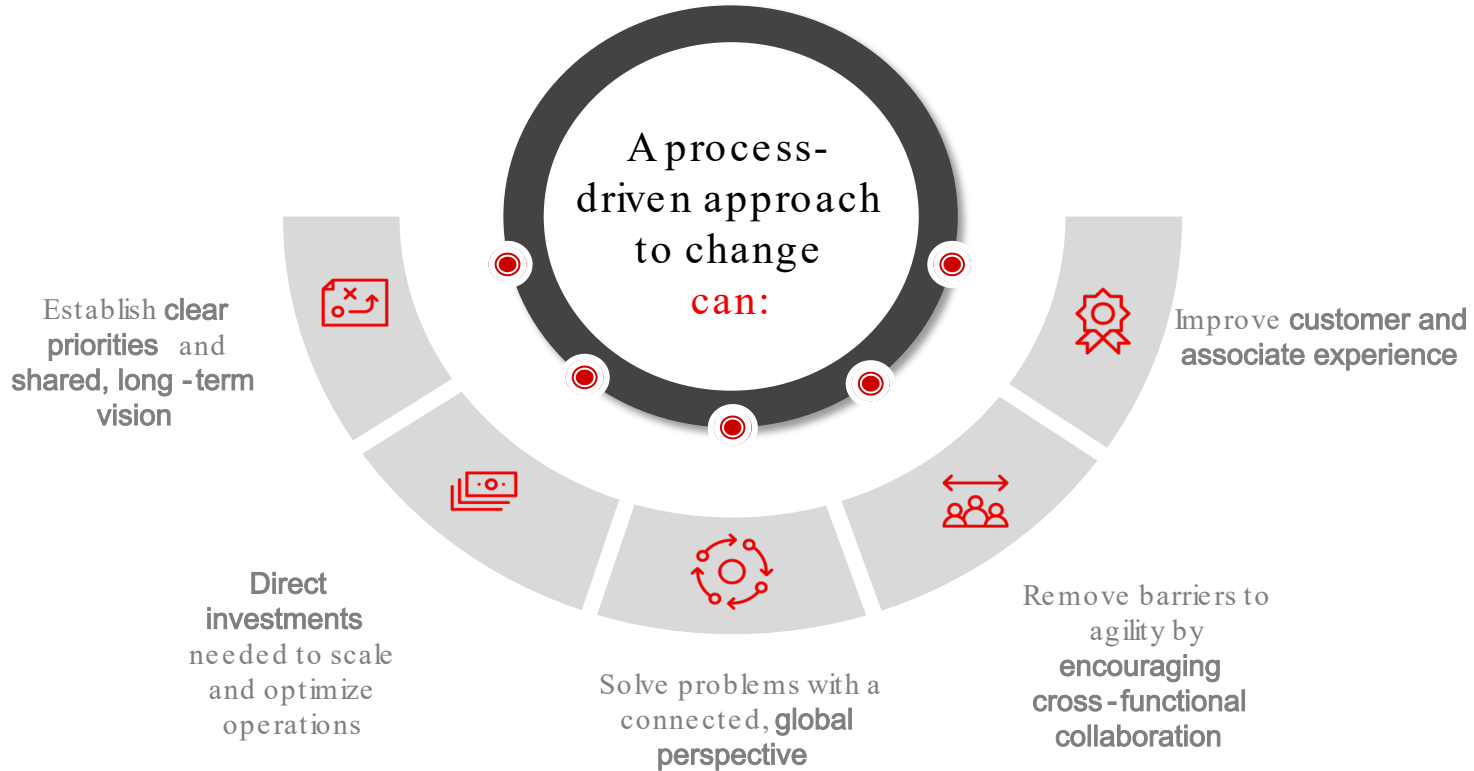 A process-
driven approach
to change
can:
Establish clear
priorities and
shared, long-term
vision
Direct
investments
needed to scale
and optimize
operations
Solve problems with a
connected, global
perspective
Remove barriers to
agility by
encouraging
cross-functional
collaboration
Improve customer and
associate experience